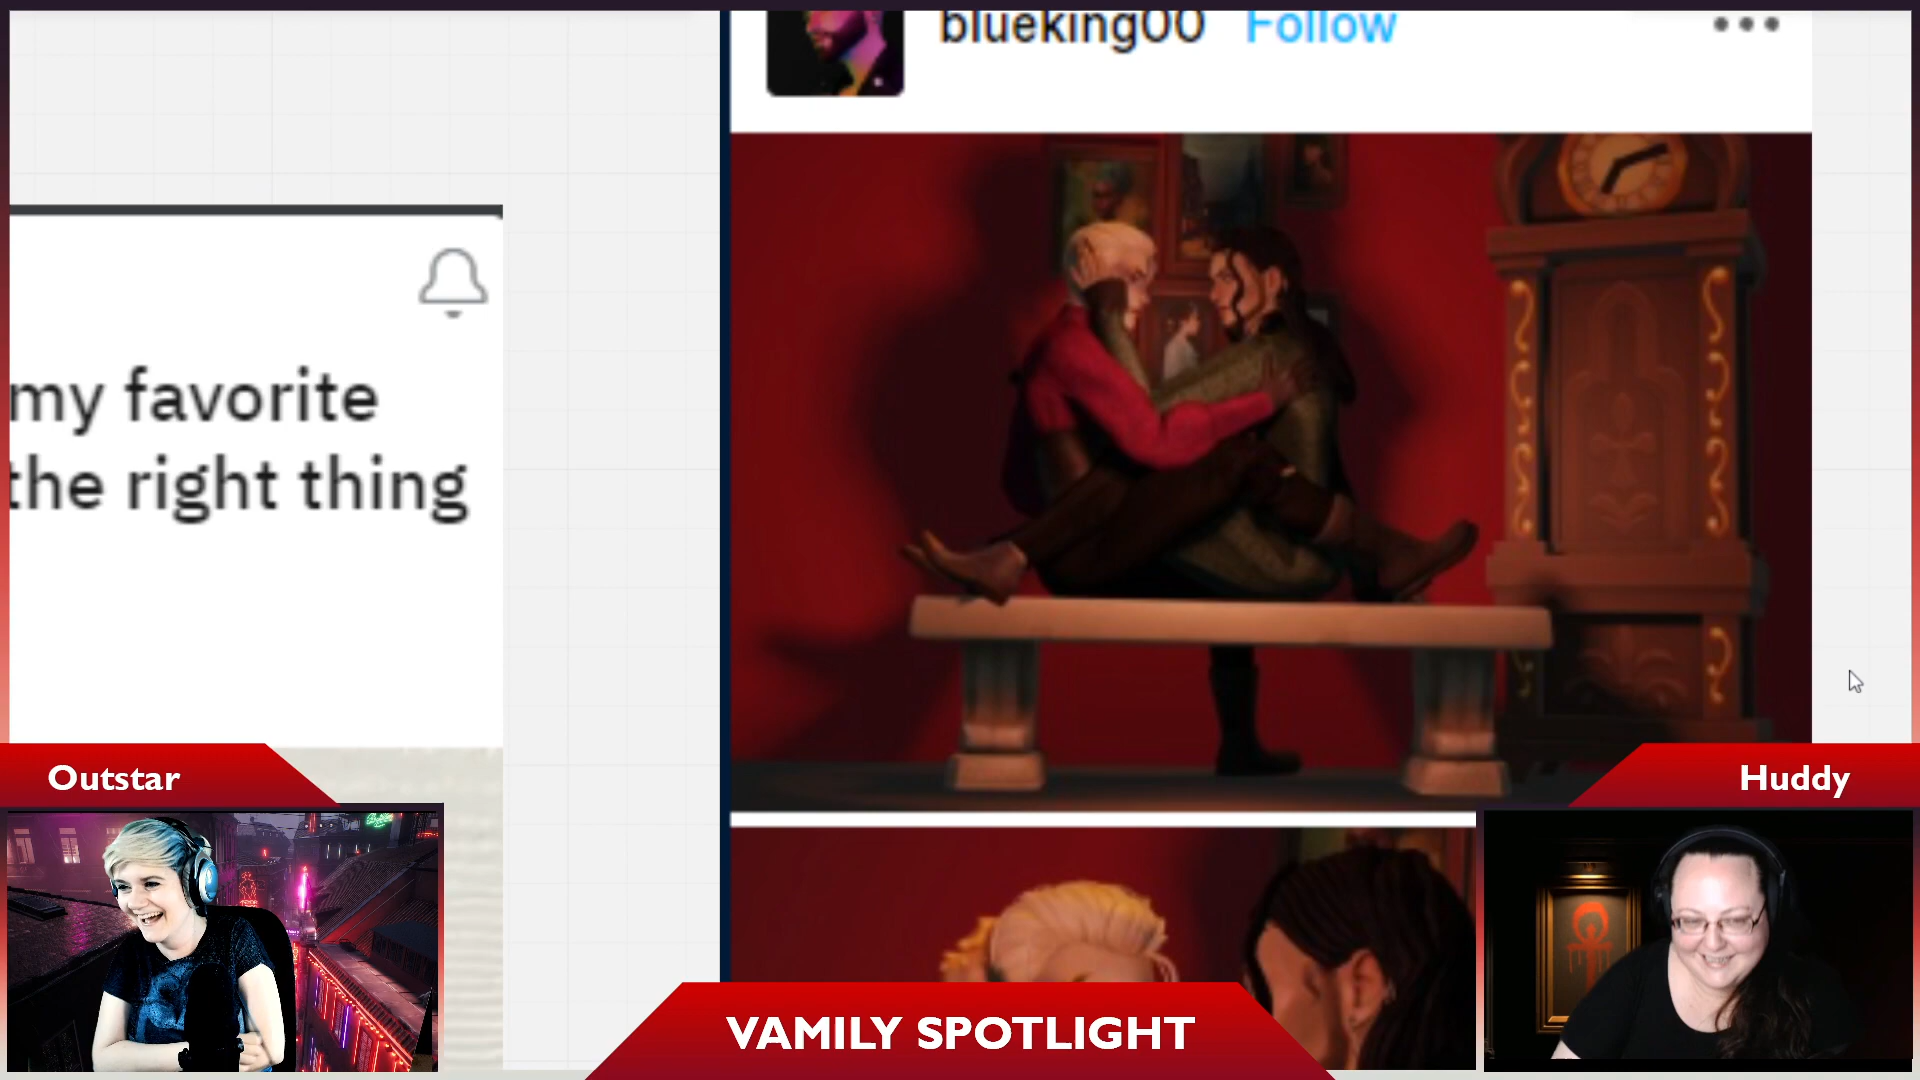 blueking00 Follow
my favorite
the right thing
Outstar
Huddy
VAMILY SPOTLIGHT